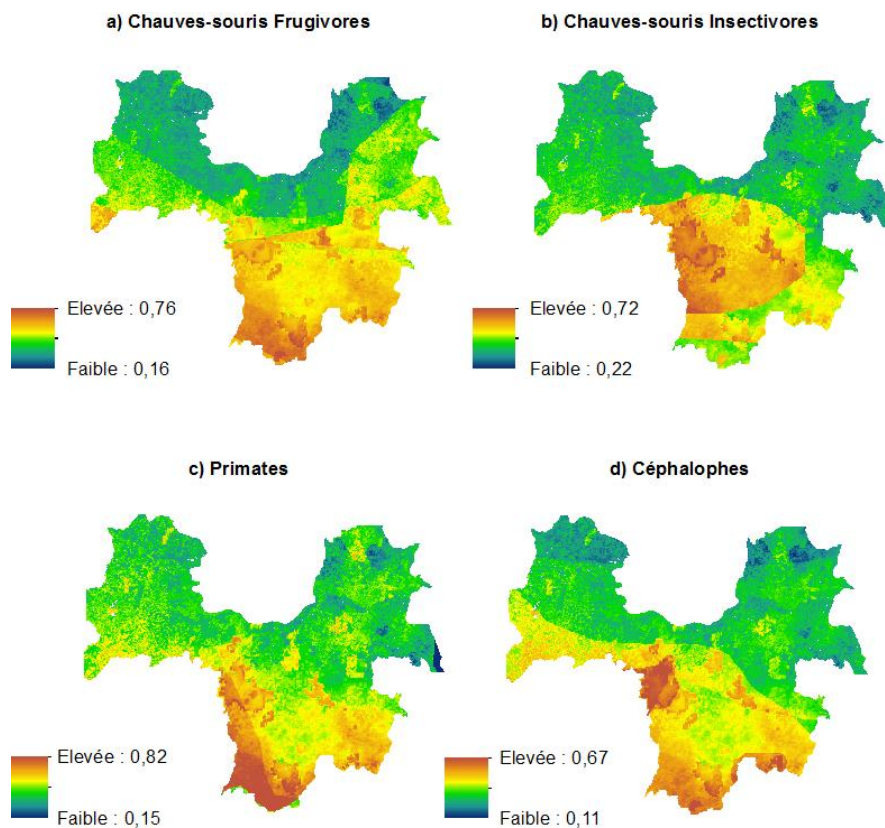 a) Chauves-souris Frugivores
b) Chauves-souris Insectivores
Elevée : 0,76
Faible : 0,16
Elevée : 0,72
Faible : 0,22
c) Primates
d) Céphalophes
Elevée : 0,82
Faible : 0,15
Elevée : 0,67
Faible : 0,11